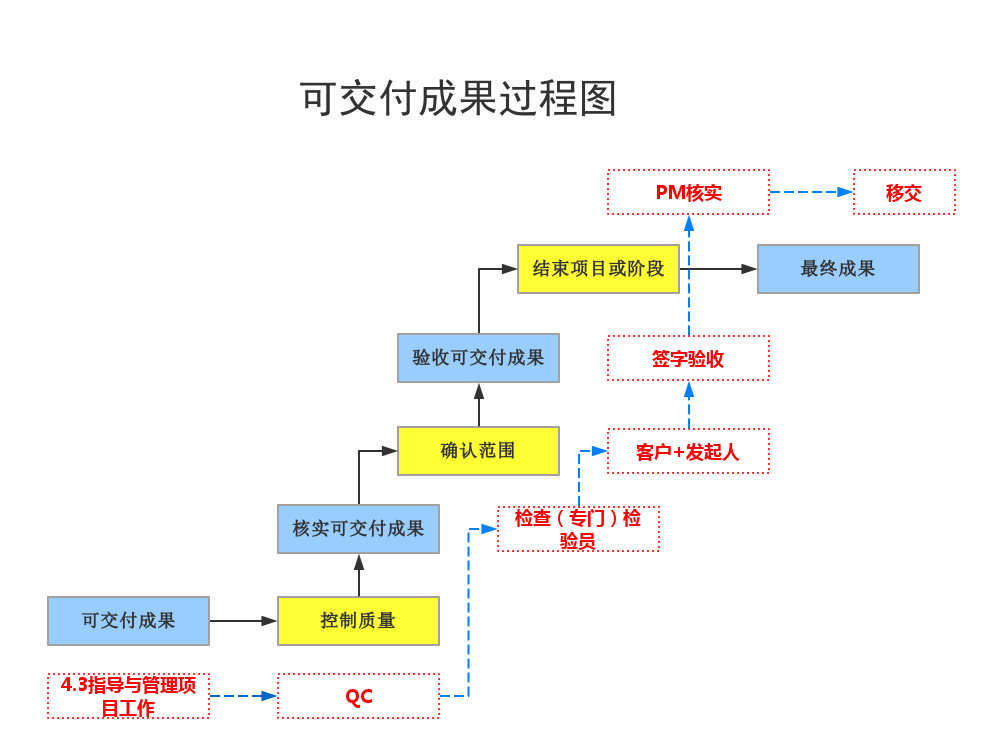 可交付成果过程图
PM核实
移交
结束项目或阶段
最终成果
验收可交付成果
签字验收
确认范围
客户+发起人
核实可交付成果
检查（专门）检
验员
可交付成果
控制质量
4.3指导与管理项
目工作
QC